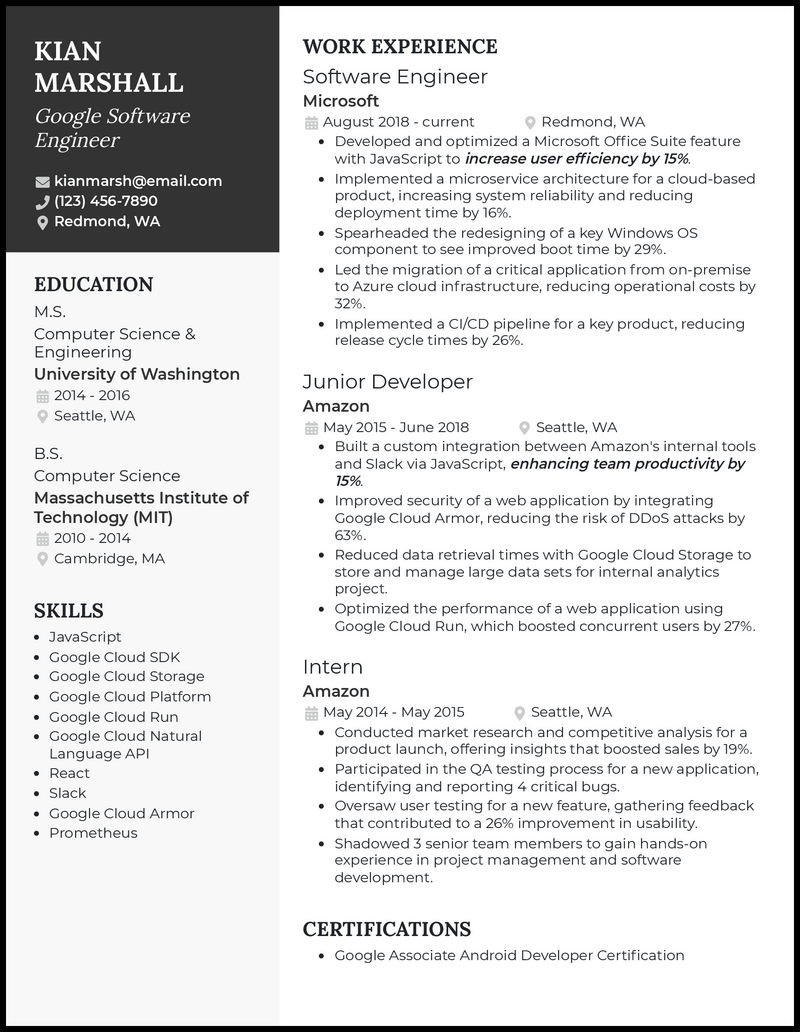 KIAN
MARSHALL
Google Software
Engineer
kianmarsh@email.com
(123) 456-7890
Redmond, WA
EDUCATION
M.S.
Computer Science &
Engineering
University of Washington
2014 - 2016
Seattle, WA
B.S.
Computer Science
Massachusetts Institute of
Technology (MIT)
2010 - 2014
Cambridge, MA
SKILLS
• JavaScript
• Google Cloud SDK
• Google Cloud Storage
• Google Cloud Platform
• Google Cloud Run
• Google Cloud Natural
Language API
• React
• Slack
• Google Cloud Armor
• Prometheus
WORK EXPERIENCE
Software Engineer
Microsoft
August 2018 - current Redmond, WA
• Developed and optimized a Microsoft Office Suite feature
with JavaScript to increase user efficiency by 15%.
• Implemented a microservice architecture for a cloud-based
product, increasing system reliability and reducing
deployment time by 16%.
• Spearheaded the redesigning of a key Windows OS
component to see improved boot time by 29%.
• Led the migration of a critical application from on-premise
to Azure cloud infrastructure, reducing operational costs by
32%.
• Implemented a CI/CD pipeline for a key product, reducing
release cycle times by 26%.
Junior Developer
Amazon
May 2015 - June 2018 Seattle, WA
• Built a custom integration between Amazon's internal tools
and Slack via JavaScript, enhancing team productivity by
15%.
• Improved security of a web application by integrating
Google Cloud Armor, reducing the risk of DDoS attacks by
63%.
• Reduced data retrieval times with Google Cloud Storage to
store and manage large data sets for internal analytics
project.
• Optimized the performance of a web application using
Google Cloud Run, which boosted concurrent users by 27%.
Intern
Amazon
May 2014 - May 2015 Seattle, WA
• Conducted market research and competitive analysis for a
product launch, offering insights that boosted sales by 19%.
• Participated in the QA testing process for a new application,
identifying and reporting 4 critical bugs.
• Oversaw user testing for a new feature, gathering feedback
that contributed to a 26% improvement in usability.
• Shadowed 3 senior team members to gain hands-on
experience in project management and software
development.
CERTIFICATIONS
• Google Associate Android Developer Certification